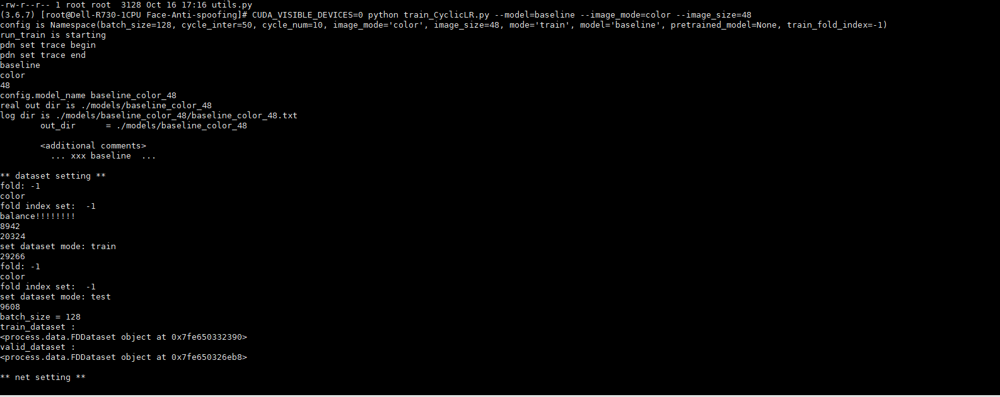 -rw-r--r-- 1 root root  3128 Oct 16 17:16 utils.py
(3.6.7) [root@Dell-R730-1CPU Face-Anti-spoofing]# CUDA_VISIBLE_DEVICES=0 python train_CyclicLR.py --model=baseline --image_mode=color --image_size=48
config is Namespace(batch_size=128, cycle_inter=50, cycle_num=10, image_mode='color', image_size=48, mode='train', model='baseline', pretrained_model=None, train_fold_index=-1)
run_train is starting
pdn set trace begin
pdn set trace end
baseline
color
48
config.model_name baseline_color_48
real out dir is ./models/baseline_color_48
log dir is ./models/baseline_color_48/baseline_color_48.txt
        out_dir      = ./models/baseline_color_48

        <additional comments>
          ... xxx baseline  ...

** dataset setting **
fold: -1
color
fold index set:  -1
balance!!!!!!!!
8942
20324
set dataset mode: train
29266
fold: -1
color
fold index set:  -1
set dataset mode: test
9608
batch_size = 128
train_dataset :
<process.data.FDDataset object at 0x7fe650332390>
valid_dataset :
<process.data.FDDataset object at 0x7fe650326eb8>

** net setting **